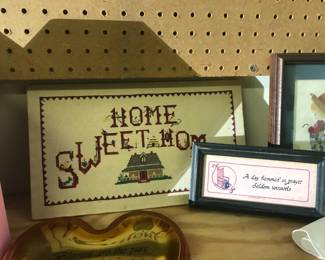 HOME
SWEET HOM
A day hemmed in prayer
Seldom unravels